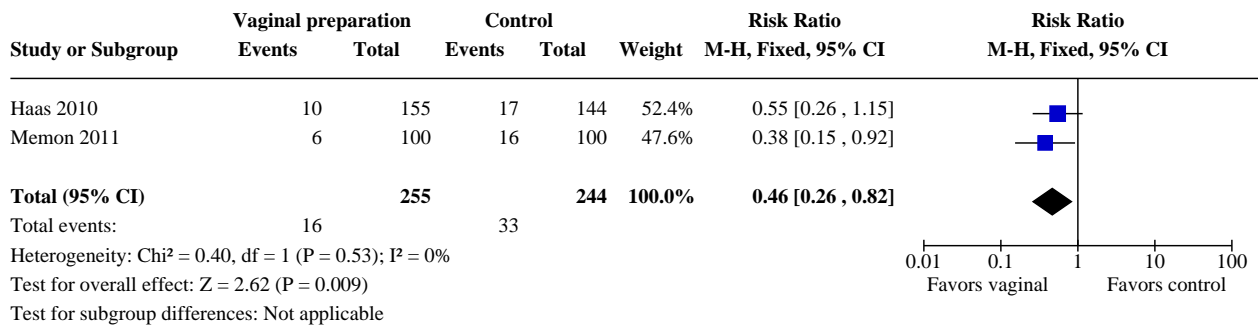 Vaginal preparation Control Risk Ratio Risk Ratio
Study or Subgroup Events Total Events Total Weight M-H, Fixed, 95% CI M-H, Fixed, 95% CI
Haas 2010 10 155 17 144 52.4% 0.55 [0.26 , 1.15]
Memon 2011 6 100 16 100 47.6% 0.38 [0.15 , 0.92]
Total (95% CI) 255 244 100.0% 0.46 [0.26 , 0.82]
Total events: 16 33
Heterogeneity: Chi² = 0.40, df = 1 (P = 0.53); I² = 0%
0.01 0.1 1 10 100
Test for overall effect: Z = 2.62 (P = 0.009)
Favors vaginal Favors control
Test for subgroup differences: Not applicable